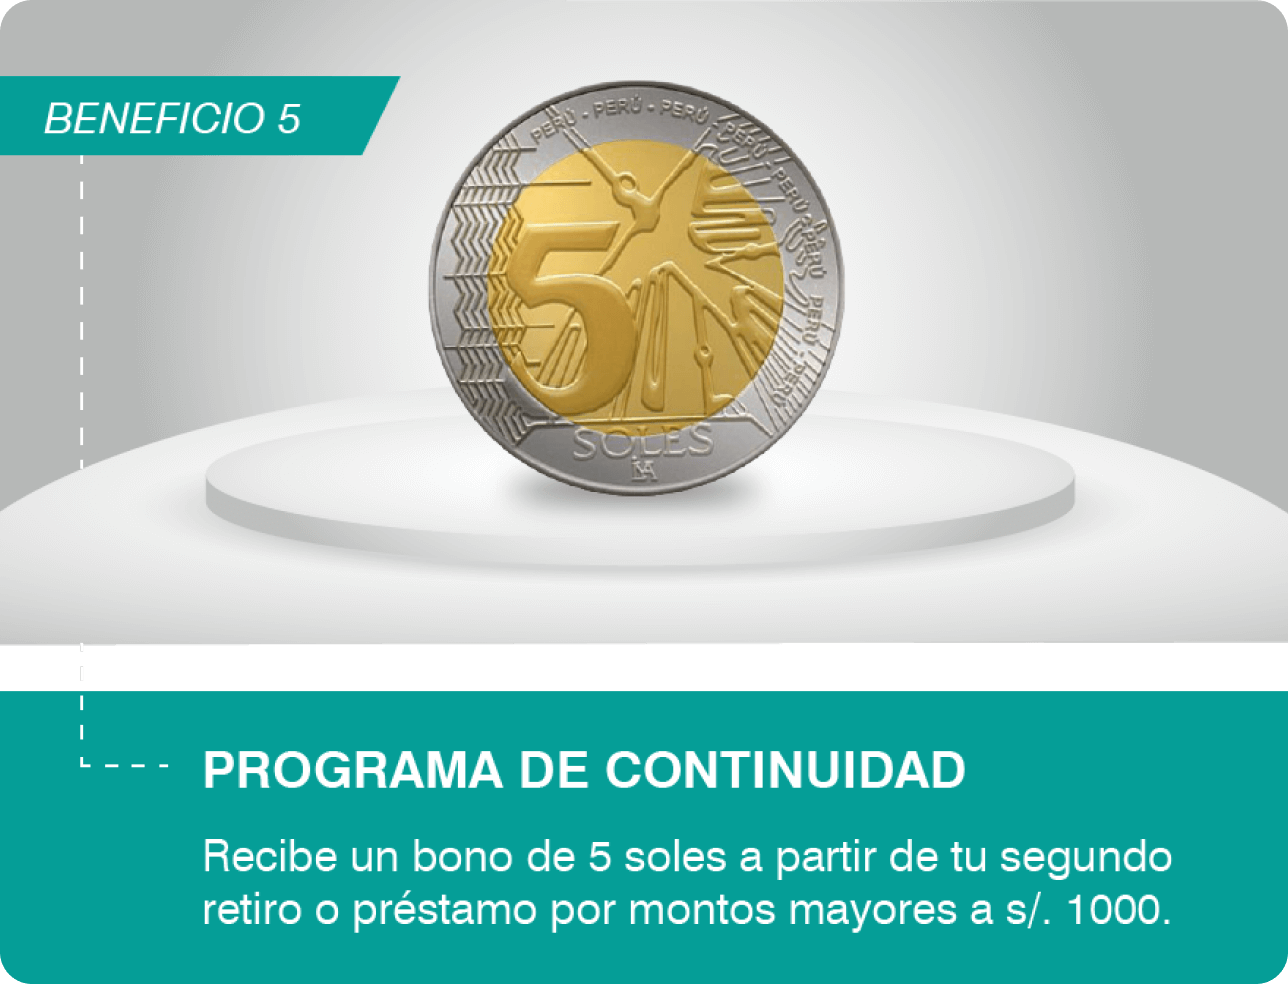 BENEFICIO 5
PERÚ - PERÚ - PERÚ - PERÚ - PERÚ - PERÚ PERÚ - PERÚ
5
SOLES
PROGRAMA DE CONTINUIDAD
Recibe un bono de 5 soles a partir de tu segundo
retiro o préstamo por montos mayores a s/. 1000.